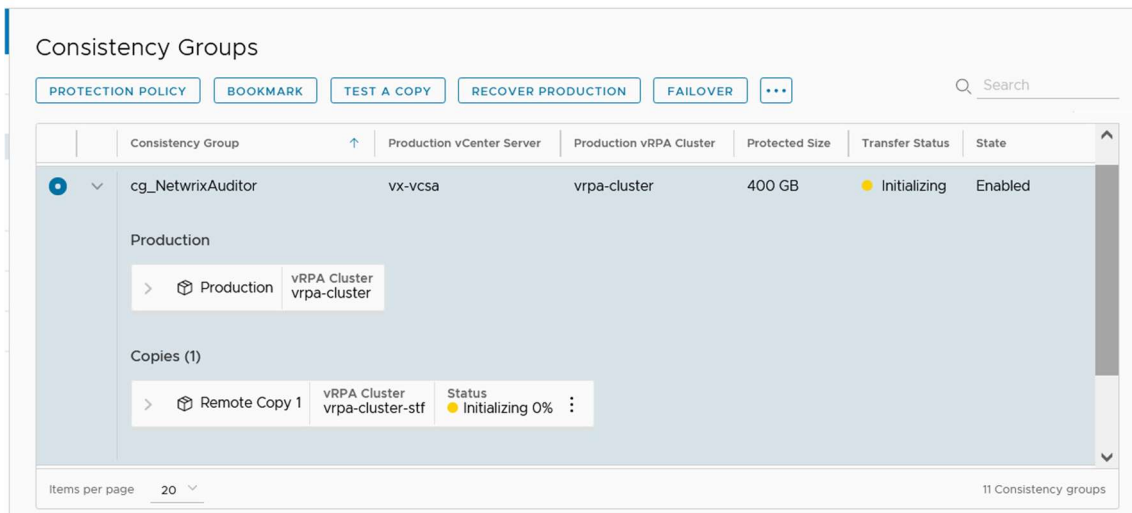 Consistency Groups
PROTECTION POLICY BOOKMARK TEST A COPY RECOVER PRODUCTION FAILOVER ••• Search
Consistency Group ↑ Production vCenter Server Production vRPA Cluster Protected Size Transfer Status State
cg_NetwrixAuditor vx-vcsa vrpa-cluster 400 GB Initializing Enabled
Production
Production vRPA Cluster
vrpa-cluster
Copies (1)
Remote Copy 1 vRPA Cluster Status
vrpa-cluster-stf Initializing 0%
Items per page 20 11 Consistency groups